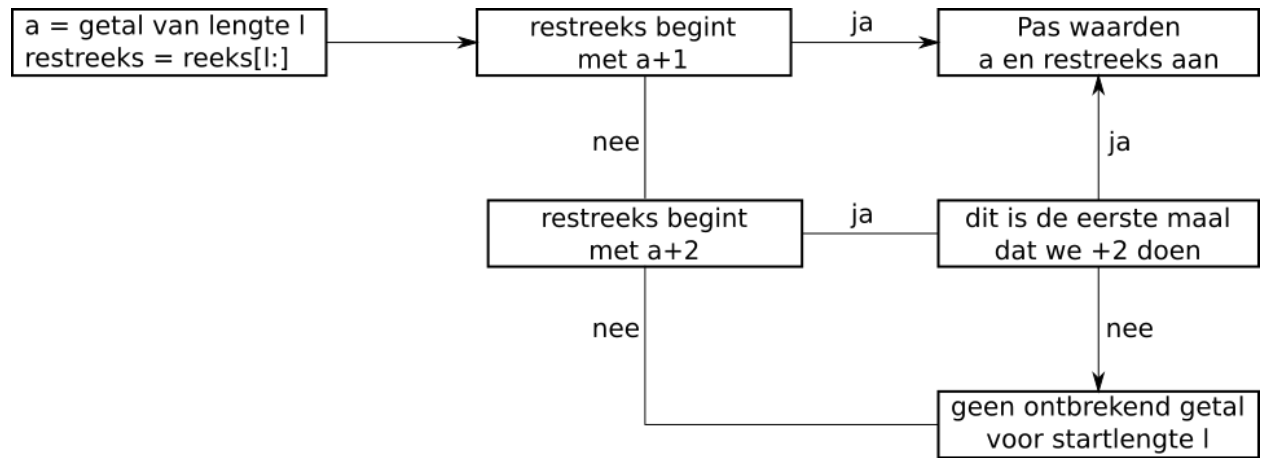 a = getal van lengte l
restreeks = reeks[l:]
restreeks begint
met a+1
ja
Pas waarden
a en restreeks aan
nee
ja
restreeks begint
met a+2
ja
dit is de eerste maal
dat we +2 doen
nee
nee
geen ontbrekend getal
voor startlengte l